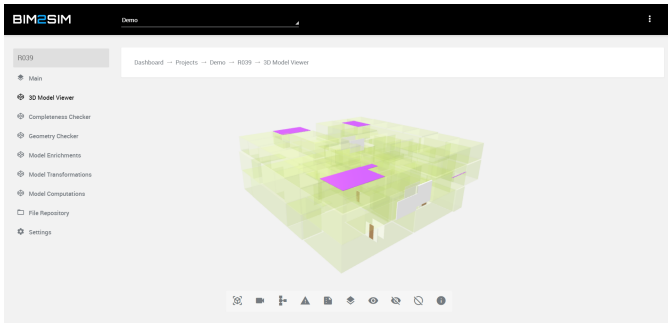 BIM2SIM
Demo
R039
Dashboard → Projects → Demo → R039 → 3D Model Viewer
Main
3D Model Viewer
Completeness Checker
Geometry Checker
Model Enrichments
Model Transformations
Model Computations
File Repository
Settings